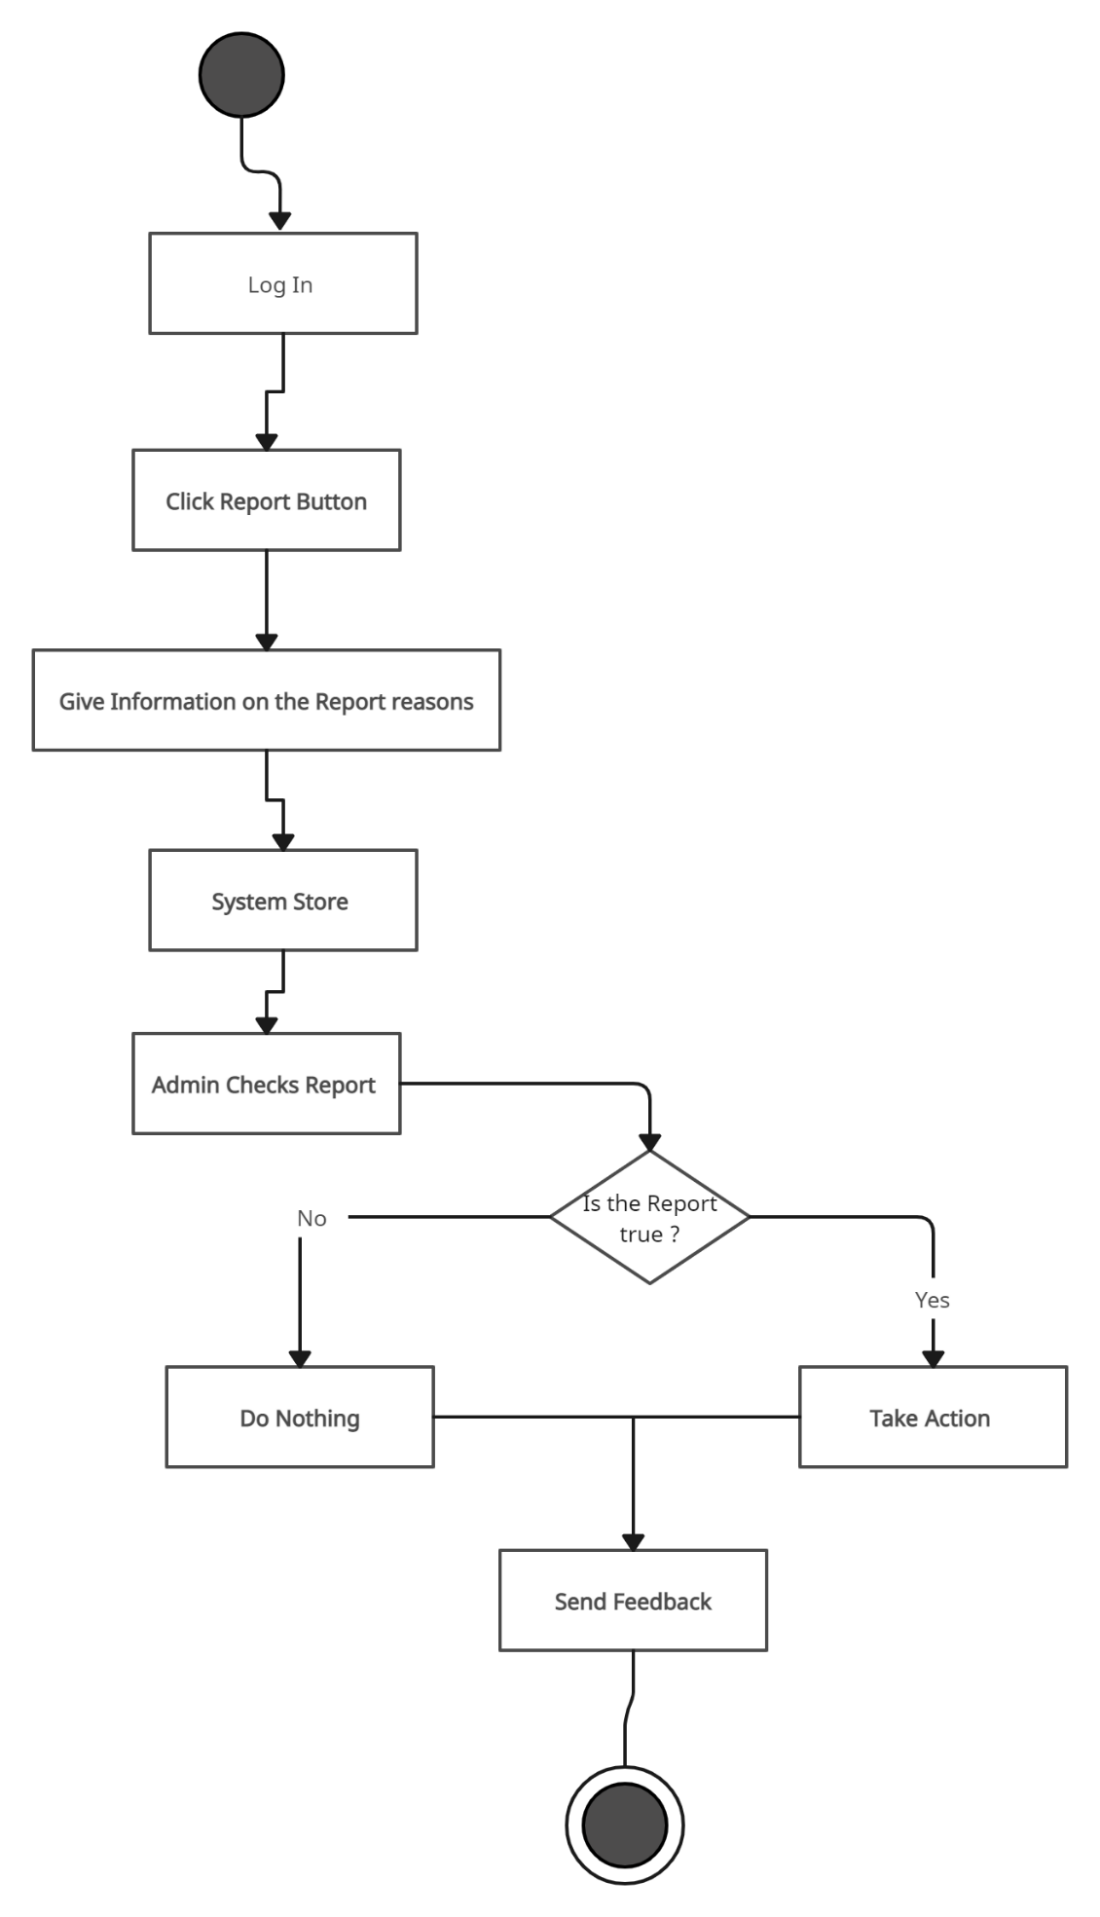 Log In
Click Report Button
Give Information on the Report reasons
System Store
Admin Checks Report
Is the Report
true ?
No
Yes
Do Nothing
Take Action
Send Feedback